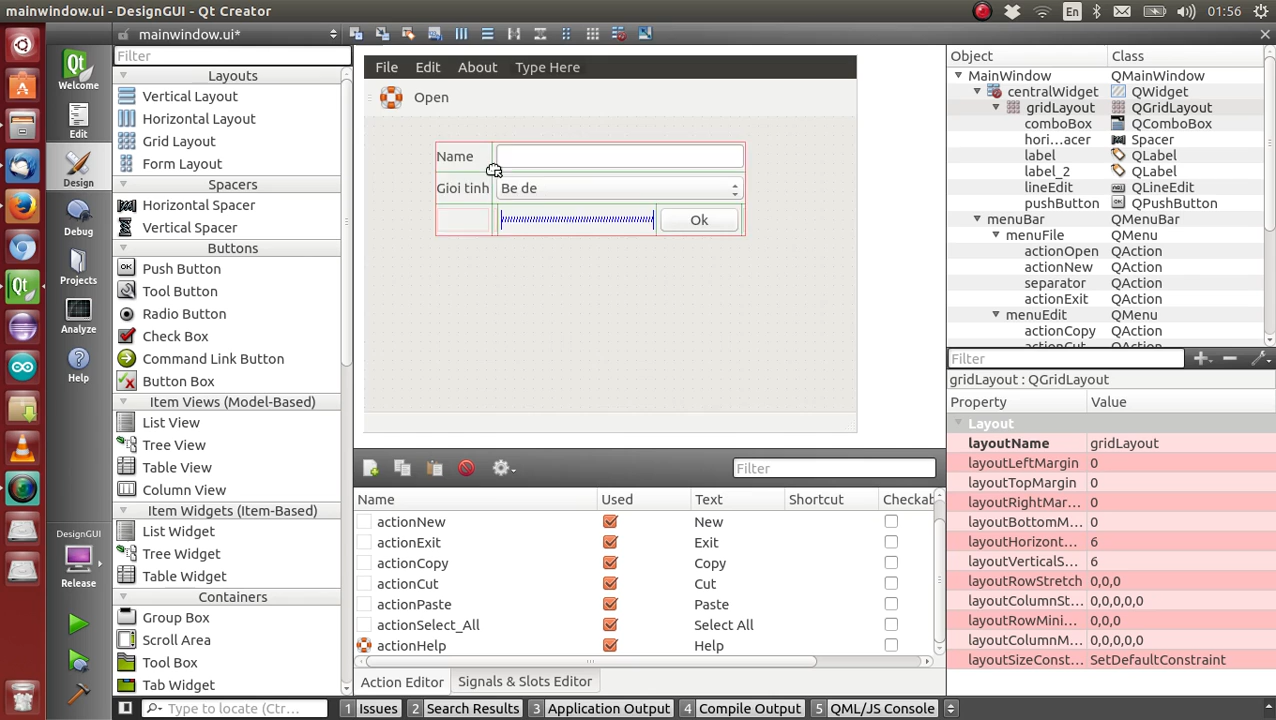 mainwindow.ui* - DesignGUI - Qt Creator
En
01:56
mainwindow.ui*
Filter
Layouts
Vertical Layout
Horizontal Layout
Grid Layout
Form Layout
Spacers
Horizontal Spacer
Vertical Spacer
Buttons
Push Button
OK
Tool Button
Radio Button
Check Box
Command Link Button
Button Box
Item Views (Model-Based)
List View
Tree View
Table View
Column View
Item Widgets (Item-Based)
List Widget
Tree Widget
Table Widget
Containers
Group Box
Scroll Area
Tool Box
Tab Widget
Qt
Welcome
Edit
Design
Debug
Projects
Analyze
Help
DesignGUI
Release
File Edit About Type Here
Open
Name
Gioi tinh Be de
Ok
Filter
Name Used Text Shortcut Checkab
actionNew New
actionExit Exit
actionCopy Copy
actionCut Cut
actionPaste Paste
actionSelect_All Select All
actionHelp Help
Action Editor Signals & Slots Editor
Object Class
MainWindow QMainWindow
centralWidget QWidget
gridLayout QGridLayout
comboBox QComboBox
hori...acer Spacer
label QLabel
label_2 QLabel
lineEdit QLineEdit
pushButton QPushButton
menuBar QMenuBar
menuFile QMenu
actionOpen QAction
actionNew QAction
separator QAction
actionExit QAction
menuEdit QMenu
actionCopy QAction
actionCut QAction
Filter
gridLayout : QGridLayout
Property Value
Layout
layoutName gridLayout
layoutLeftMargin 0
layoutTopMargin 0
layoutRightMar... 0
layoutBottomM... 0
layoutHorizont... 6
layoutVerticalS... 6
layoutRowStretch 0,0,0
layoutColumnSt... 0,0,0,0,0
layoutRowMini... 0,0,0
layoutColumnM... 0,0,0,0,0
layoutSizeConst... SetDefaultConstraint
Type to locate (Ctrl+...
1 Issues
2 Search Results
3 Application Output
4 Compile Output
5 QML/JS Console